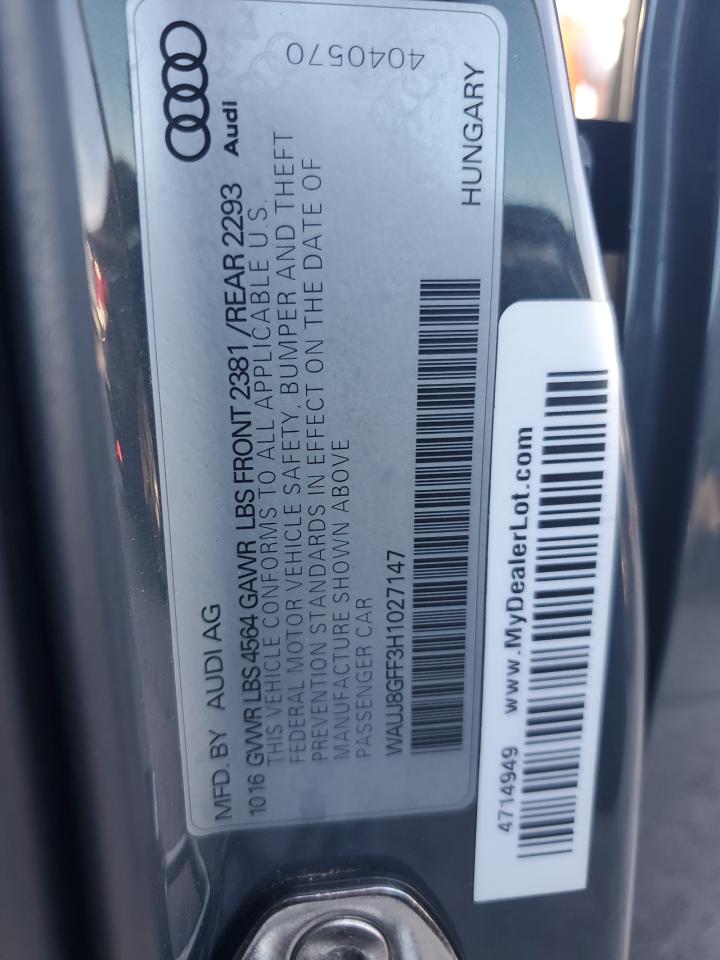 MFD. BY AUDI AG
Audi
1016 GVWR LBS 4564 GAWR LBS FRONT 2381 /REAR 2293
THIS VEHICLE CONFORMS TO ALL APPLICABLE U.S.
FEDERAL MOTOR VEHICLE SAFETY, BUMPER AND THEFT
PREVENTION STANDARDS IN EFFECT ON THE DATE OF
MANUFACTURE SHOWN ABOVE
PASSENGER CAR
4040570
WAUJ8GFF3H1027147
HUNGARY
4714949 www.MyDealerLot.com